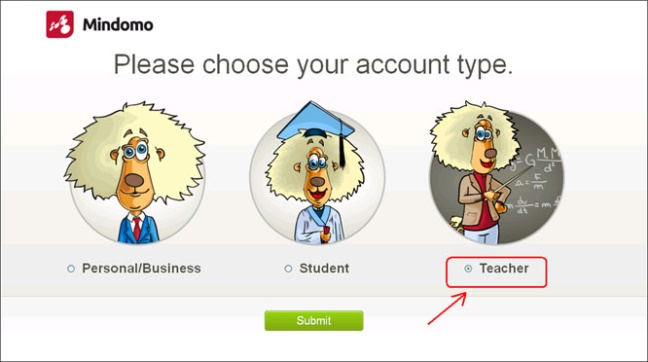 Mindomo
Please choose your account type.
Personal/Business
Student
Teacher
Submit